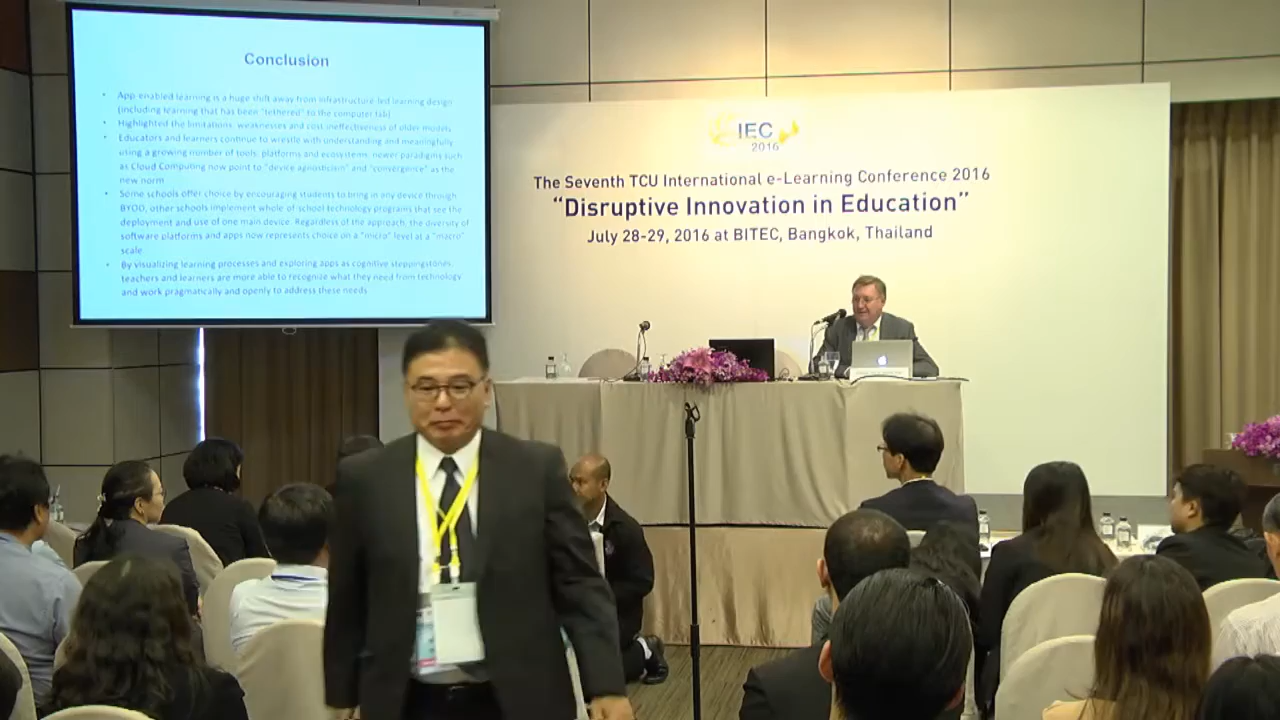 Conclusion
• App enabled learning is a huge shift away from infrastructure-led learning design
(including learning that has been "tethered" to the computer lab)
• Highlighted the limitations, weaknesses and cost ineffectiveness of older models
• Educators and learners continue to wrestle with understanding and meaningfully
using a growing number of tools, platforms and ecosystems; newer paradigms such
as Cloud Computing now point to "device agnosticism" and "convergence" as the
new norm
• Some schools offer choice by encouraging students to bring in any device through
BYOD, other schools implement whole of school technology programs that see the
deployment and use of one main device. Regardless of the approach, the diversity of
software platforms and apps now represents choice on a "micro" level at a "macro"
scale.
• By visualizing learning processes and exploring apps as cognitive steppingstones,
teachers and learners are more able to recognize what they need from technology
and work pragmatically and openly to address these needs
IEC
2016
The Seventh TCU International e-Learning Conference 2016
"Disruptive Innovation in Education"
July 28-29, 2016 at BITEC, Bangkok, Thailand